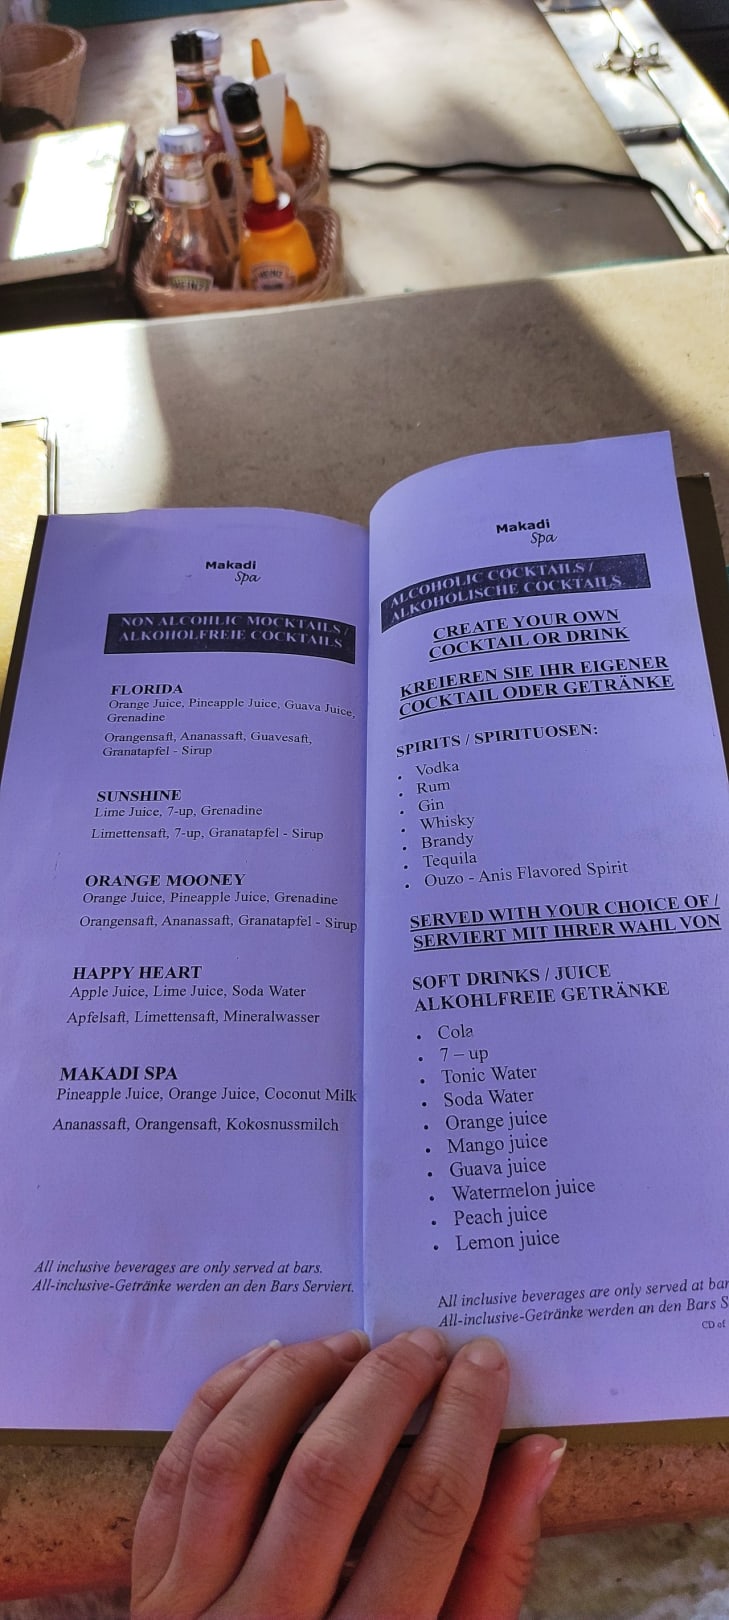 HEINZ
Makadi
Spa
NON ALCOHLIC MOCKTAILS /
ALKOHOLFREIE COCKTAILS
FLORIDA
Orange Juice, Pineapple Juice, Guava Juice,
Grenadine
Orangensaft, Ananassaft, Guavesaft,
Granatapfel - Sirup
SUNSHINE
Lime Juice, 7-up, Grenadine
Limettensaft, 7-up, Granatapfel - Sirup
ORANGE MOONEY
Orange Juice, Pineapple Juice, Grenadine
Orangensaft, Ananassaft, Granatapfel - Sirup
HAPPY HEART
Apple Juice, Lime Juice, Soda Water
Apfelsaft, Limettensaft, Mineralwasser
MAKADI SPA
Pineapple Juice, Orange Juice, Coconut Milk
Ananassaft, Orangensaft, Kokosnussmilch
All inclusive beverages are only served at bars.
All-inclusive-Getränke werden an den Bars Serviert.
Makadi
Spa
ALCOHOLIC COCKTAILS /
ALKOHOLISCHE COCKTAILS
CREATE YOUR OWN
COCKTAIL OR DRINK
KREIEREN SIE IHR EIGENER
COCKTAIL ODER GETRÄNKE
SPIRITS / SPIRITUOSEN:
• Vodka
• Rum
• Gin
• Whisky
• Brandy
• Tequila
• Ouzo - Anis Flavored Spirit
SERVED WITH YOUR CHOICE OF /
SERVIERT MIT IHRER WAHL VON
SOFT DRINKS / JUICE
ALKOHLFREIE GETRÄNKE
• Cola
• 7 – up
• Tonic Water
• Soda Water
• Orange juice
• Mango juice
• Guava juice
• Watermelon juice
• Peach juice
• Lemon juice
All inclusive beverages are only served at bar
All-inclusive-Getränke werden an den Bars S
CD of